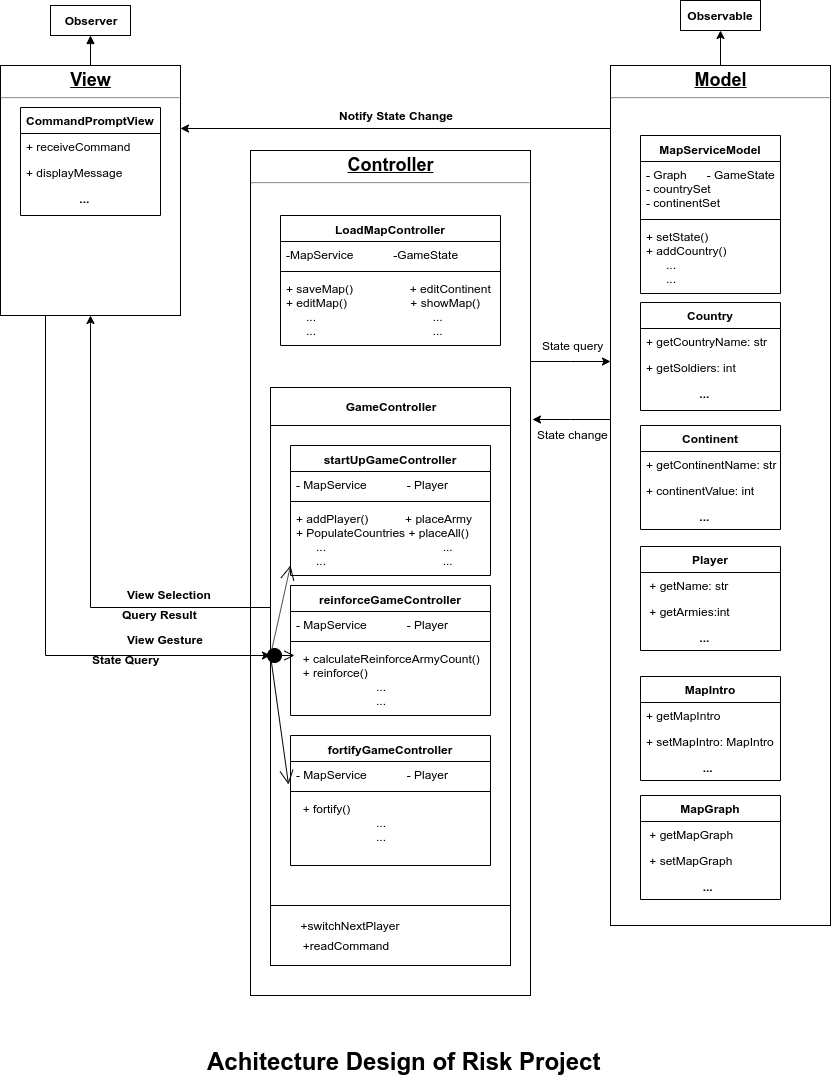 Observer
Observable
View
CommandPromptView
+ receiveCommand
+ displayMessage
...
Notify State Change
Controller
LoadMapController
-MapService -GameState
+ saveMap() + editContinent
+ editMap() + showMap()
... ...
... ...
GameController
startUpGameController
- MapService - Player
+ addPlayer() + placeArmy
+ PopulateCountries + placeAll()
... ...
... ...
reinforceGameController
- MapService - Player
+ calculateReinforceArmyCount()
+ reinforce()
...
...
fortifyGameController
- MapService - Player
+ fortify()
...
...
+switchNextPlayer
+readCommand
View Selection
Query Result
View Gesture
State Query
State query
State change
Model
MapServiceModel
- Graph - GameState
- countrySet
- continentSet
+ setState()
+ addCountry()
...
...
Country
+ getCountryName: str
+ getSoldiers: int
...
Continent
+ getContinentName: str
+ continentValue: int
...
Player
+ getName: str
+ getArmies:int
...
MapIntro
+ getMapIntro
+ setMapIntro: MapIntro
...
MapGraph
+ getMapGraph
+ setMapGraph
...
Achitecture Design of Risk Project